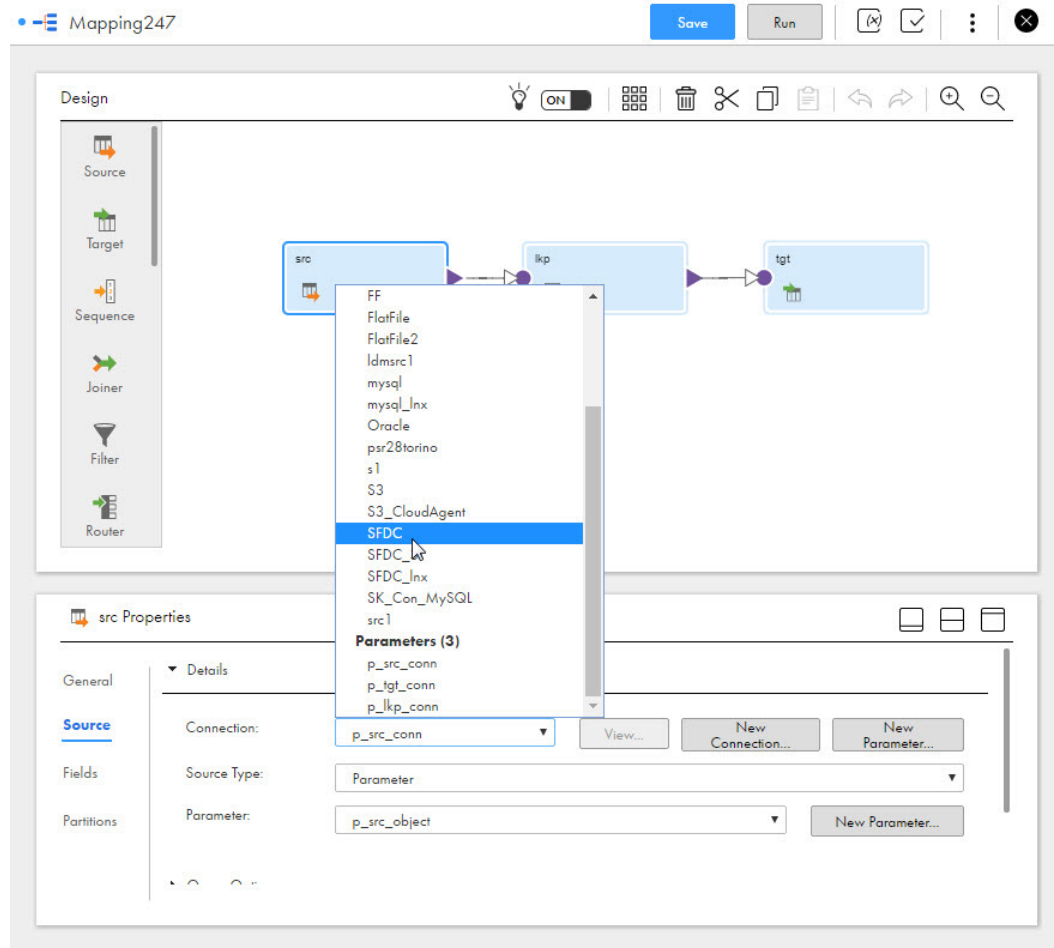 Mapping247
Save
Run
(x)
Design
ON
Source
Target
Sequence
Joiner
Filter
Router
src
lkp
tgt
FF
FlatFile
FlatFile2
ldmsrc1
mysql
mysql_lnx
Oracle
psr28torino
s1
S3
S3_CloudAgent
SFDC
SFDC_
SFDC_lnx
SK_Con_MySQL
src1
Parameters (3)
p_src_conn
p_tgt_conn
p_lkp_conn
src Properties
General
Source
Fields
Partitions
Details
Connection:
p_src_conn
View...
New
Connection...
New
Parameter...
Source Type:
Parameter
Parameter:
p_src_object
New Parameter...